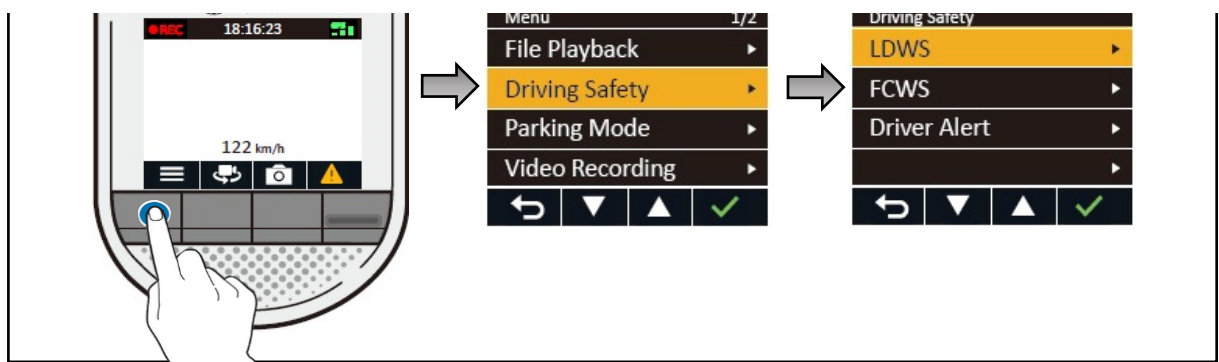 REC 18:16:23
122 km/h
Menu 1/2
File Playback
Driving Safety
Parking Mode
Video Recording
Driving Safety
LDWS
FCWS
Driver Alert